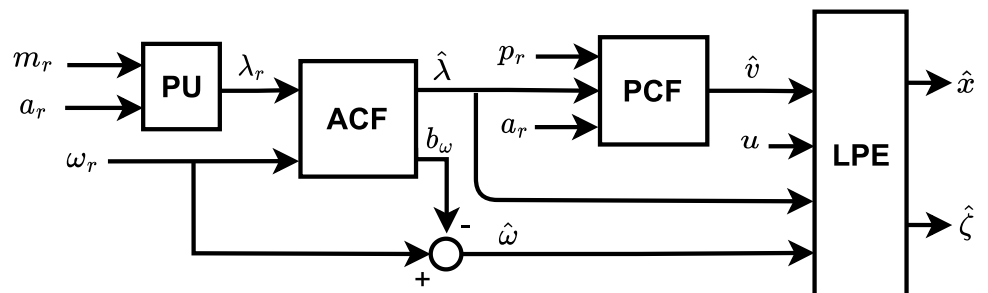 m_r
a_r
PU
λ_r
ω_r
ACF
λ̂
b_ω
p_r
a_r
PCF
v̂
u
LPE
x̂
ζ̂
-
+
ω̂